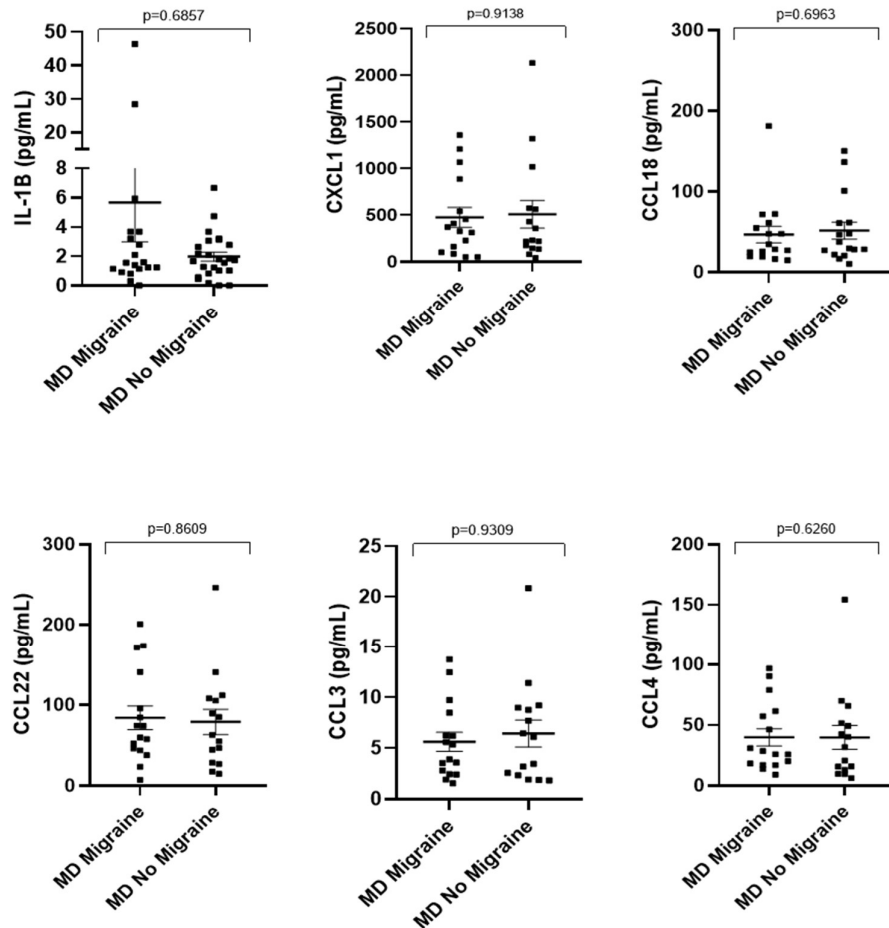 p=0.6857
IL-1B (pg/mL)
50
40
30
20
8
6
4
2
0
MD Migraine
MD No Migraine
p=0.9138
CXCL1 (pg/mL)
2500
2000
1500
1000
500
0
MD Migraine
MD No Migraine
p=0.6963
CCL18 (pg/mL)
300
200
100
0
MD Migraine
MD No Migraine
p=0.8609
CCL22 (pg/mL)
300
200
100
0
MD Migraine
MD No Migraine
p=0.9309
CCL3 (pg/mL)
25
20
15
10
5
0
MD Migraine
MD No Migraine
p=0.6260
CCL4 (pg/mL)
200
150
100
50
0
MD Migraine
MD No Migraine